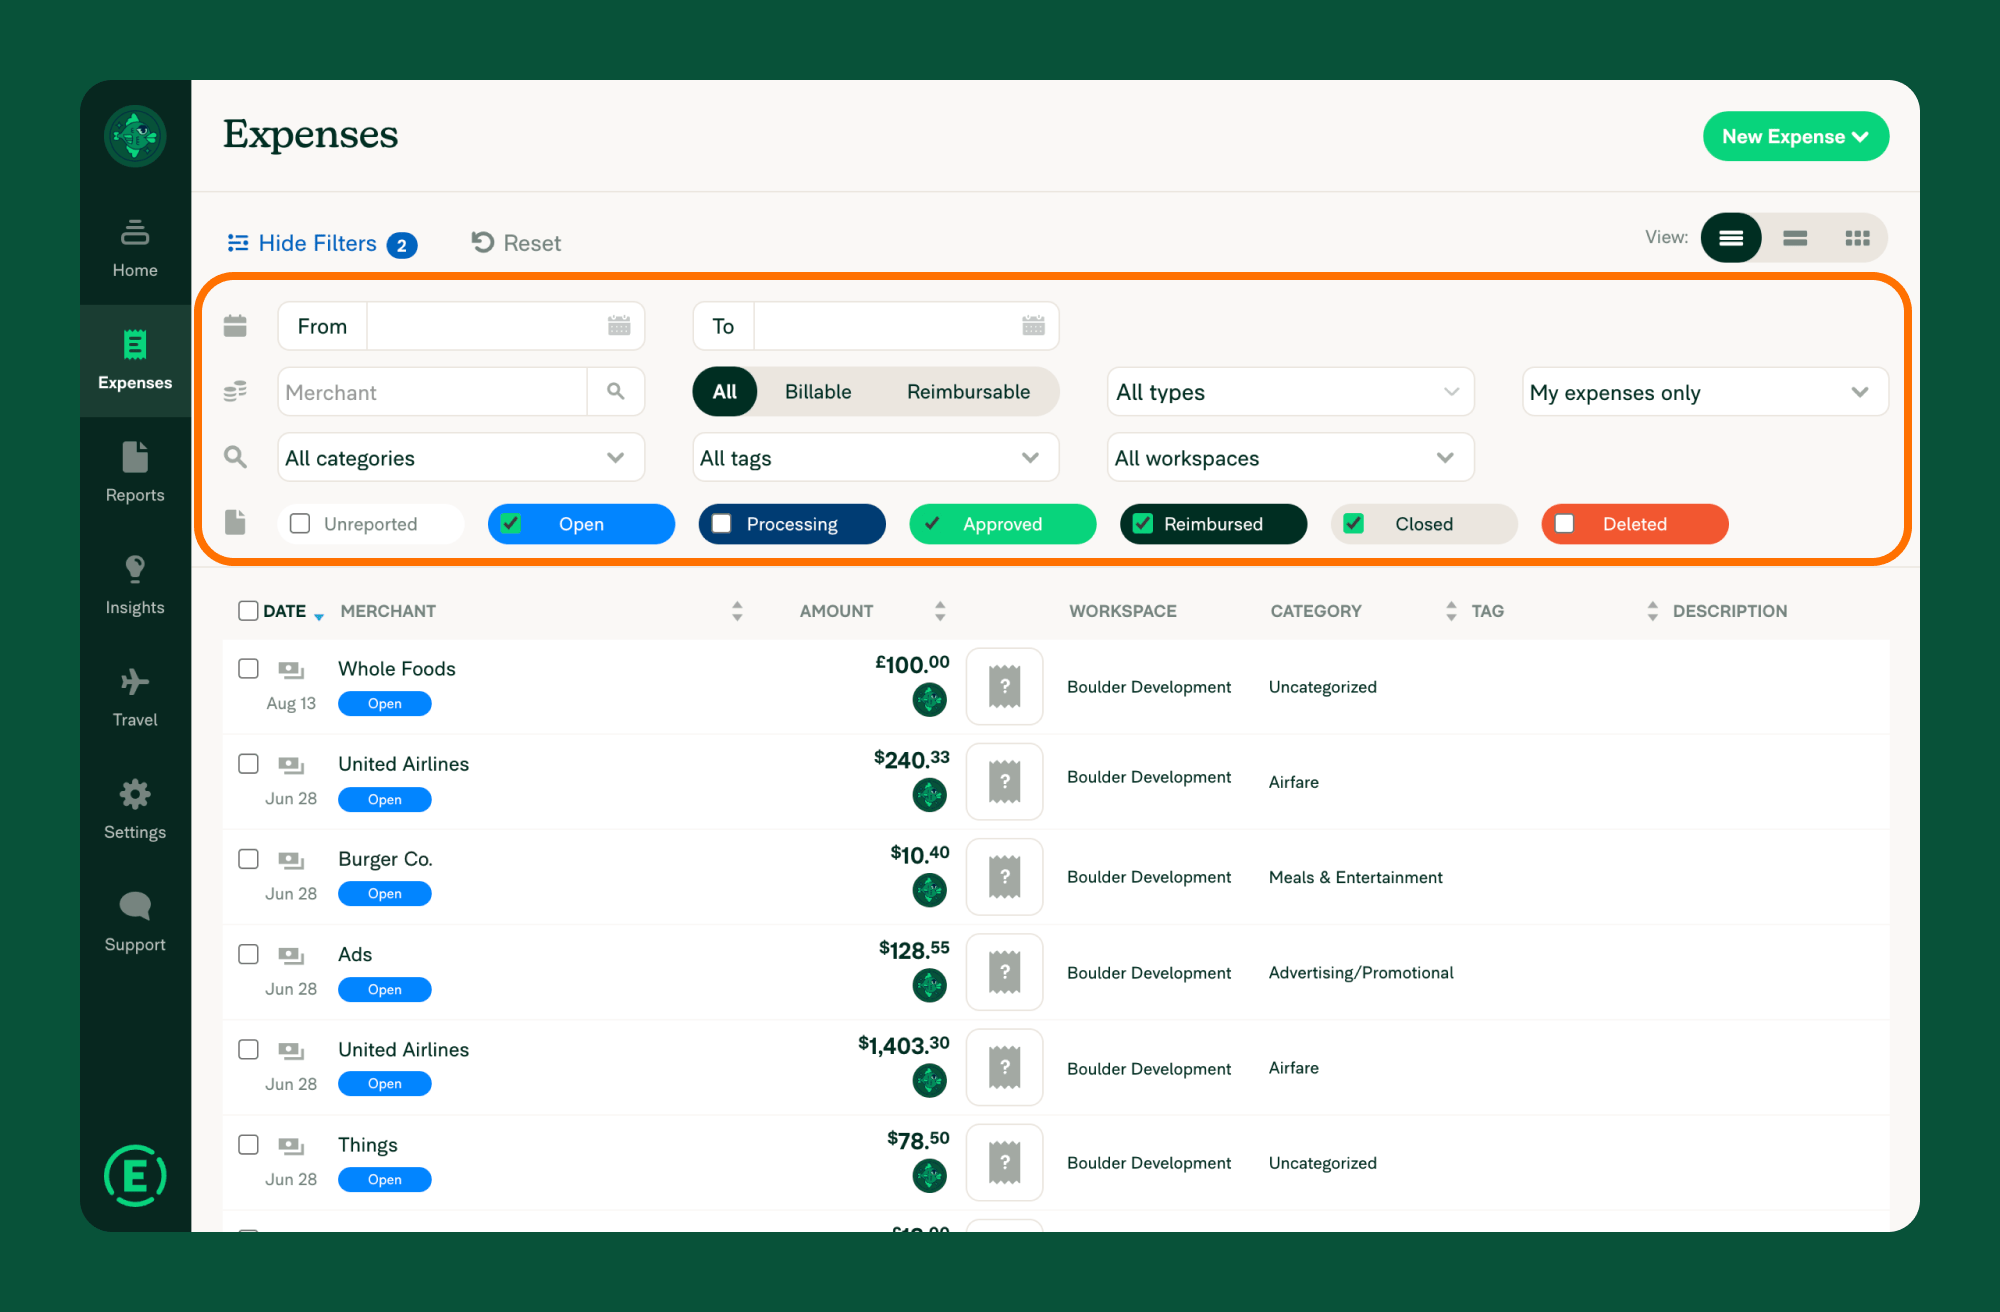 Expenses
New Expense
Hide Filters 2 Reset View:
Home
From To
Expenses
Merchant All Billable Reimbursable All types My expenses only
All categories All tags All workspaces
Reports
Unreported Open Processing Approved Reimbursed Closed Deleted
Insights
Travel
Settings
Support
E
DATE MERCHANT AMOUNT WORKSPACE CATEGORY TAG DESCRIPTION
Whole Foods £100.00 ? Boulder Development Uncategorized
Aug 13 Open
United Airlines $240.33 ? Boulder Development Airfare
Jun 28 Open
Burger Co. $10.40 ? Boulder Development Meals & Entertainment
Jun 28 Open
Ads $128.55 ? Boulder Development Advertising/Promotional
Jun 28 Open
United Airlines $1,403.30 ? Boulder Development Airfare
Jun 28 Open
Things $78.50 ? Boulder Development Uncategorized
Jun 28 Open